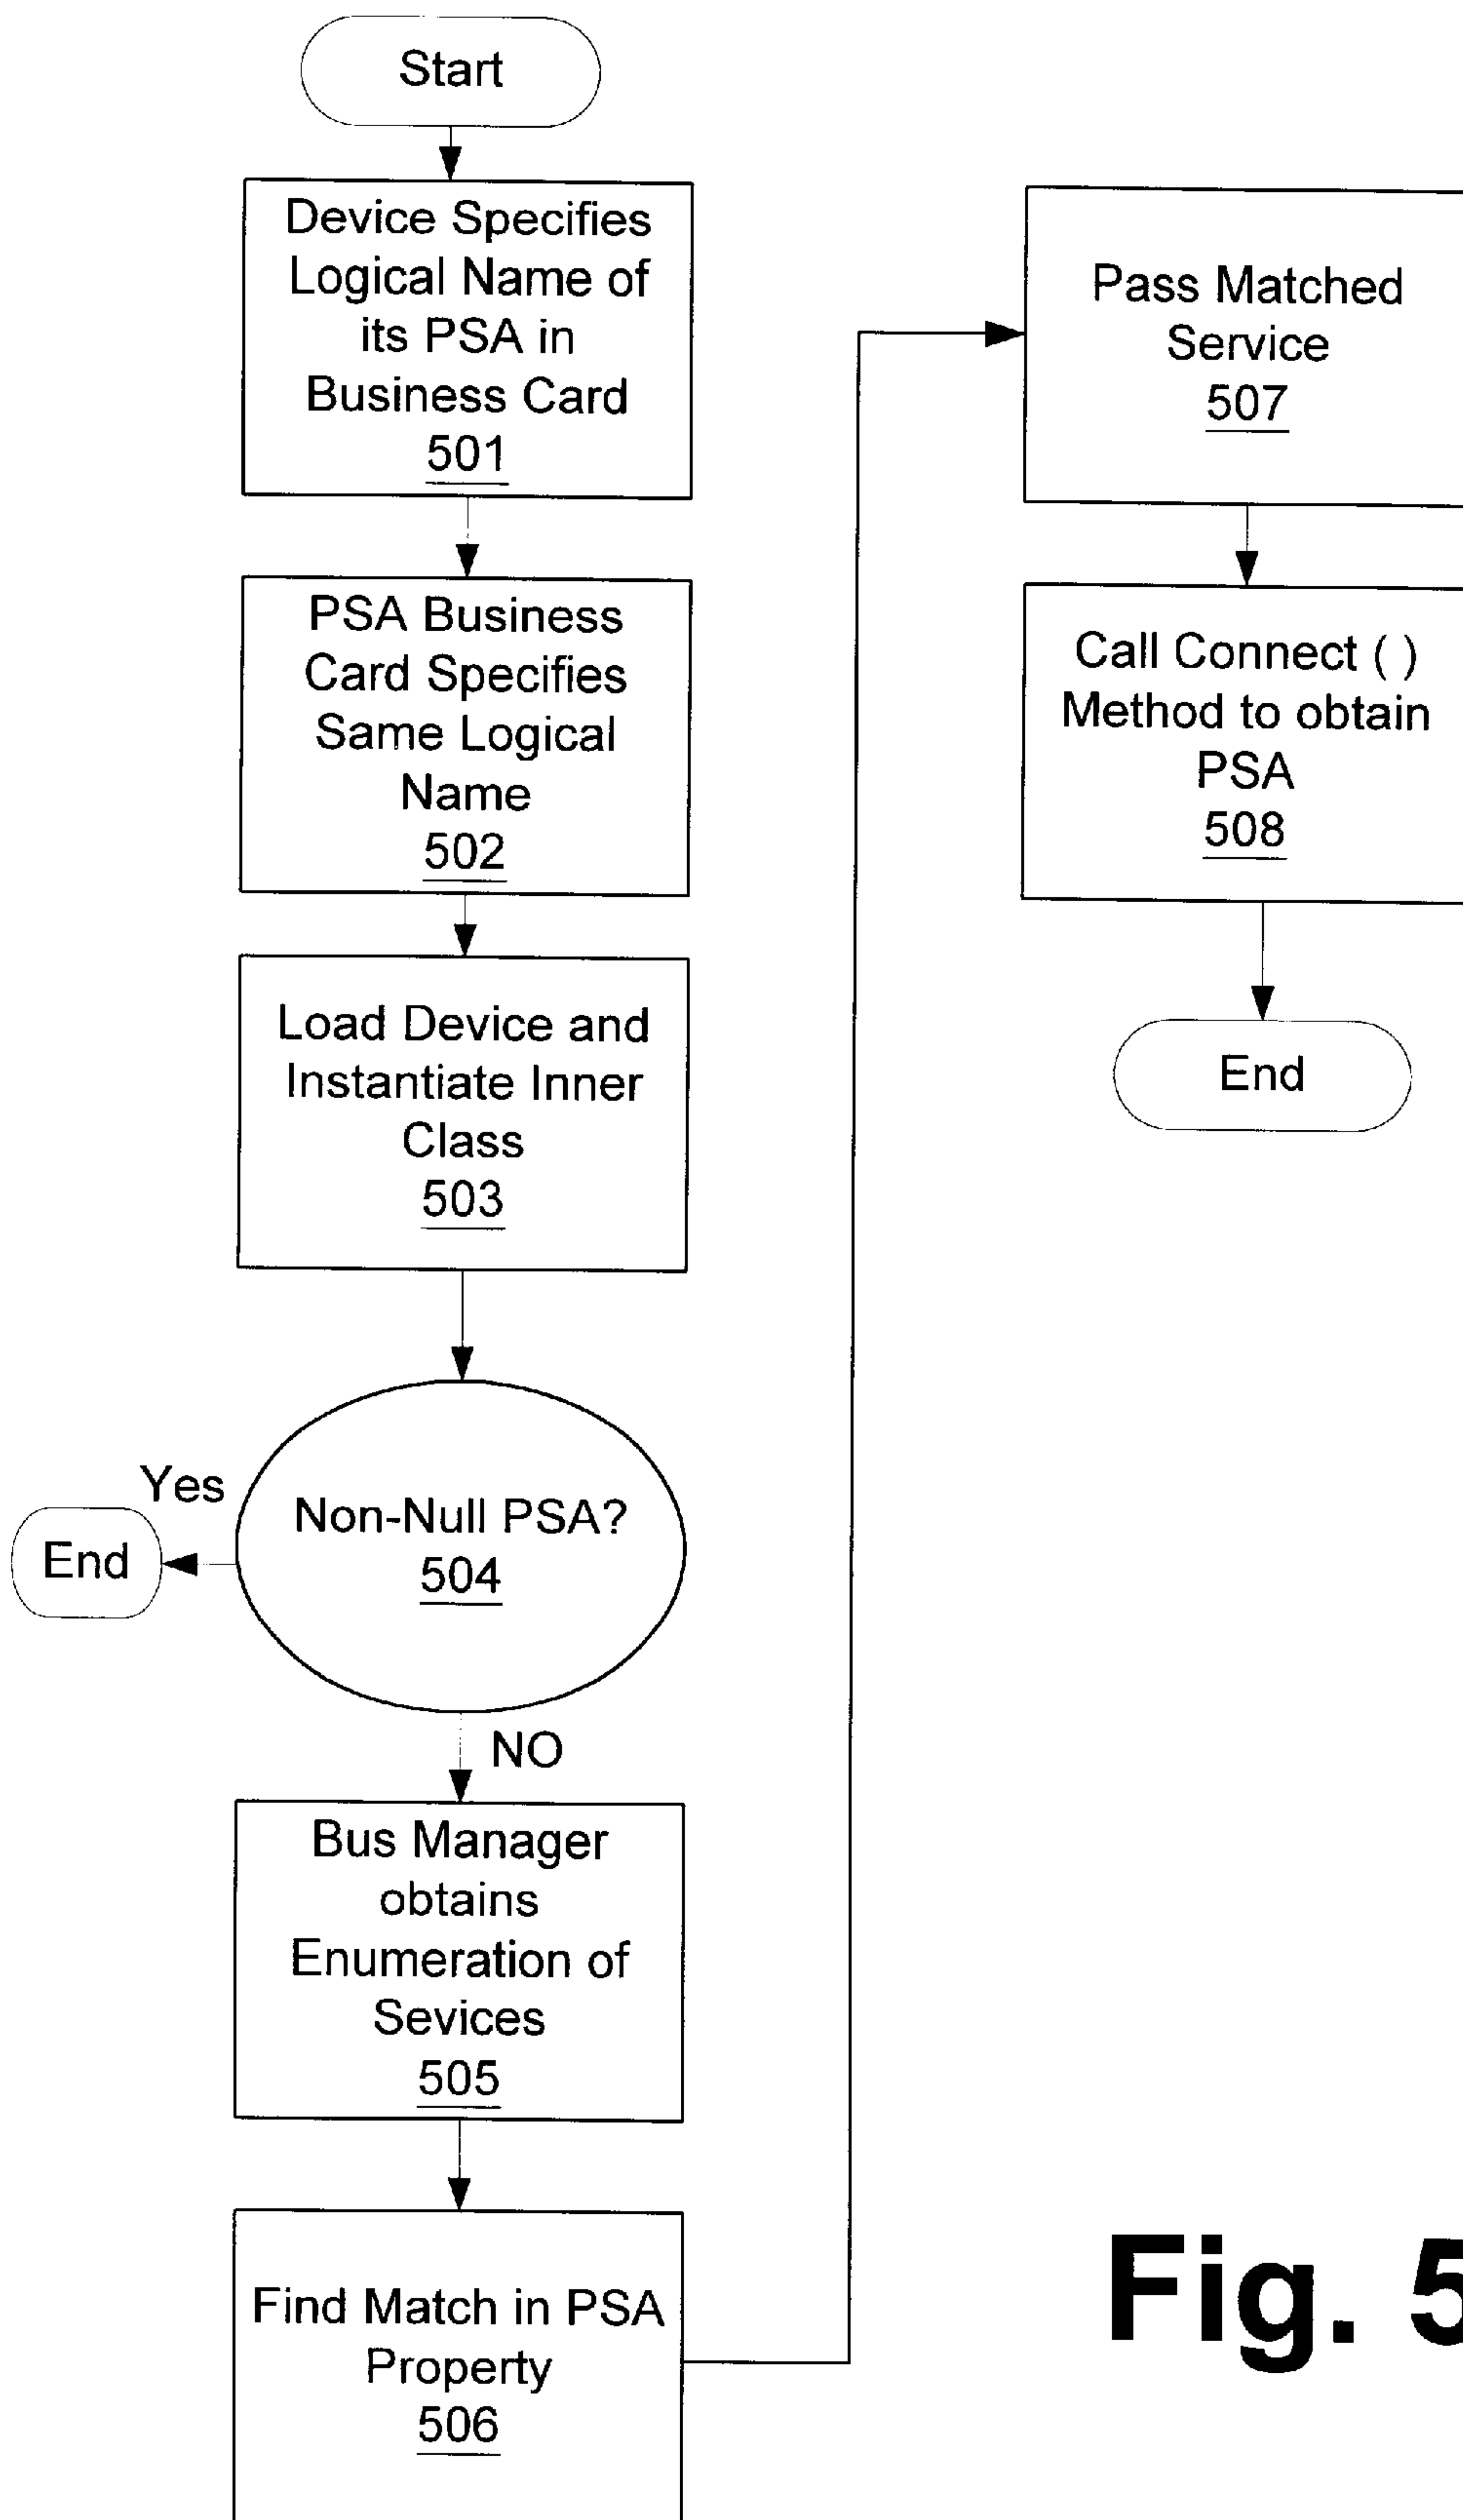 Start
Device Specifies
Logical Name of
its PSA in
Business Card
501
PSA Business
Card Specifies
Same Logical
Name
502
Load Device and
Instantiate Inner
Class
503
Non-Null PSA?
504
Yes
End
NO
Bus Manager
obtains
Enumeration of
Sevices
505
Find Match in PSA
Property
506
Pass Matched
Service
507
Call Connect ( )
Method to obtain
PSA
508
End
Fig. 5